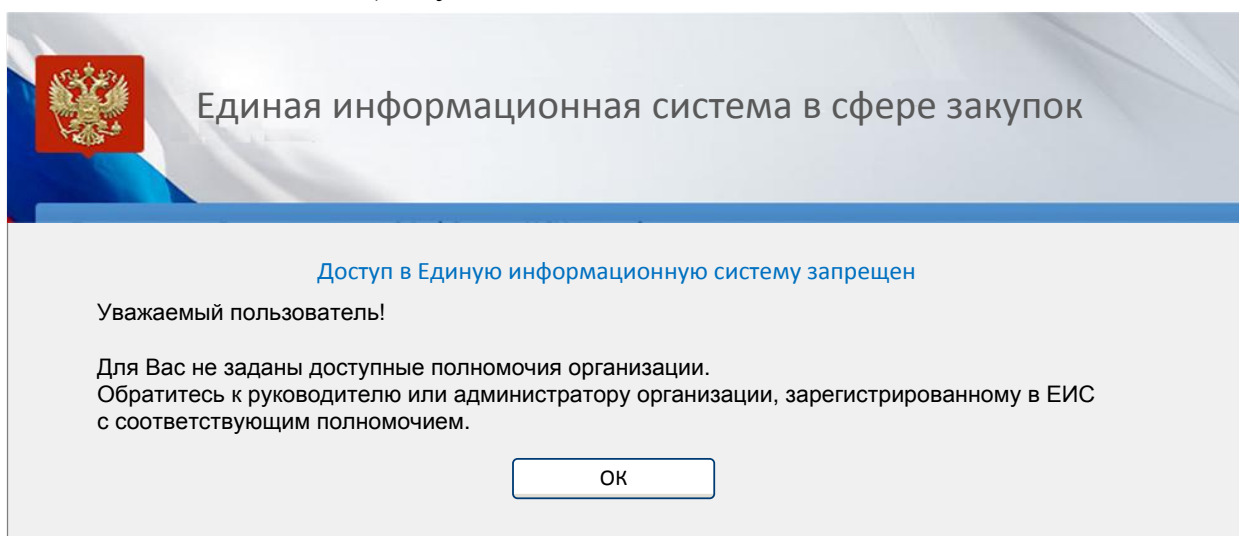 Единая информационная система в сфере закупок
Доступ в Единую информационную систему запрещен
Уважаемый пользователь!
Для Вас не заданы доступные полномочия организации.
Обратитесь к руководителю или администратору организации, зарегистрированному в ЕИС
с соответствующим полномочием.
ОК